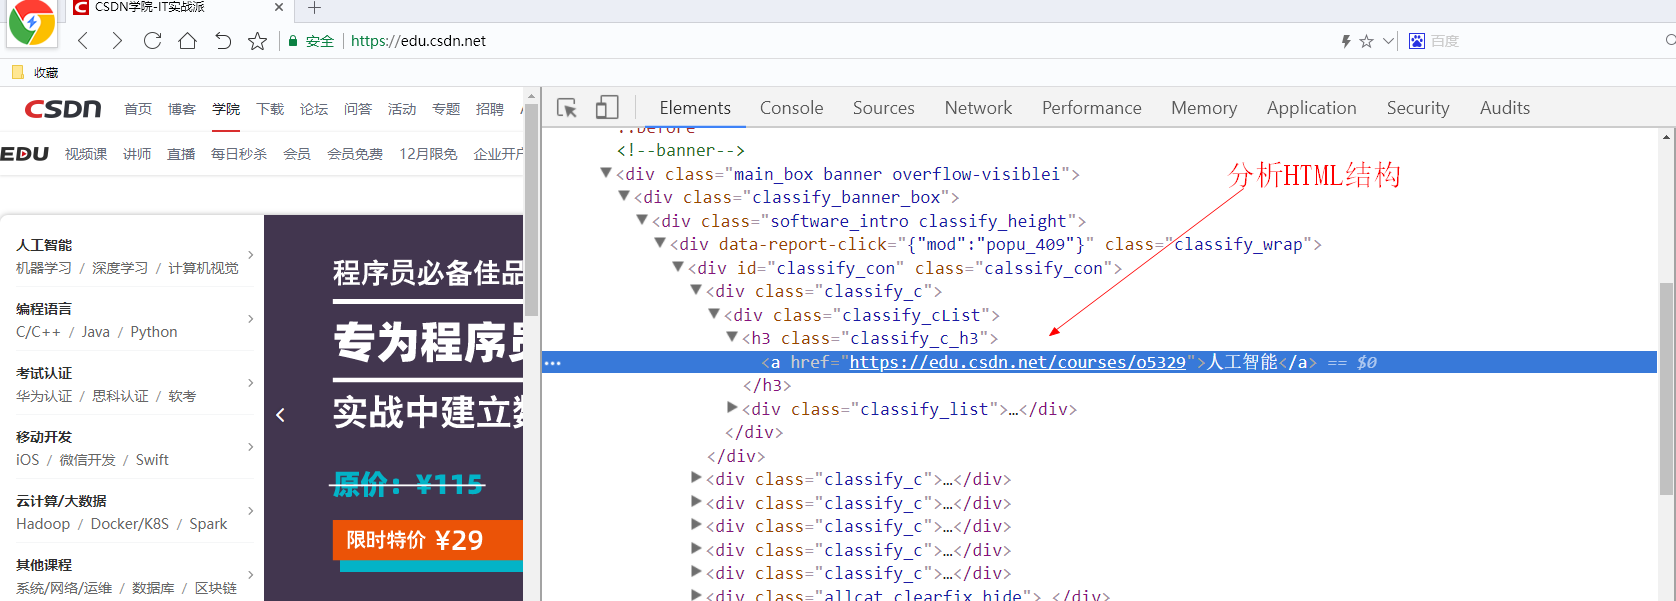 CSDN学院-IT实战派
安全 https://edu.csdn.net
百度
收藏
CSDN 首页 博客 学院 下载 论坛 问答 活动 专题 招聘
EDU 视频课 讲师 直播 每日秒杀 会员 会员免费 12月限免 企业开户
人工智能
机器学习 / 深度学习 / 计算机视觉
编程语言
C/C++ / Java / Python
考试认证
华为认证 / 思科认证 / 软考
移动开发
iOS / 微信开发 / Swift
云计算/大数据
Hadoop / Docker/K8S / Spark
其他课程
系统/网络/运维 / 数据库 / 区块链
程序员必备佳品
专为程序员
实战中建立数
原价：¥115
限时特价 ¥29
Elements Console Sources Network Performance Memory Application Security Audits
::before
<!--banner-->
<div class="main_box banner overflow-visiblei">
<div class="classify_banner_box">
<div class="software_intro classify_height">
<div data-report-click="{"mod":"popu_409"}" class="classify_wrap">
<div id="classify_con" class="calssify_con">
<div class="classify_c">
<div class="classify_cList">
<h3 class="classify_c_h3">
<a href="https://edu.csdn.net/courses/o5329">人工智能</a> == $0
</h3>
<div class="classify_list">…</div>
</div>
</div>
<div class="classify_c">…</div>
<div class="classify_c">…</div>
<div class="classify_c">…</div>
<div class="classify_c">…</div>
<div class="classify_c">…</div>
<div class="allcat clearfix hide"> </div>
分析HTML结构